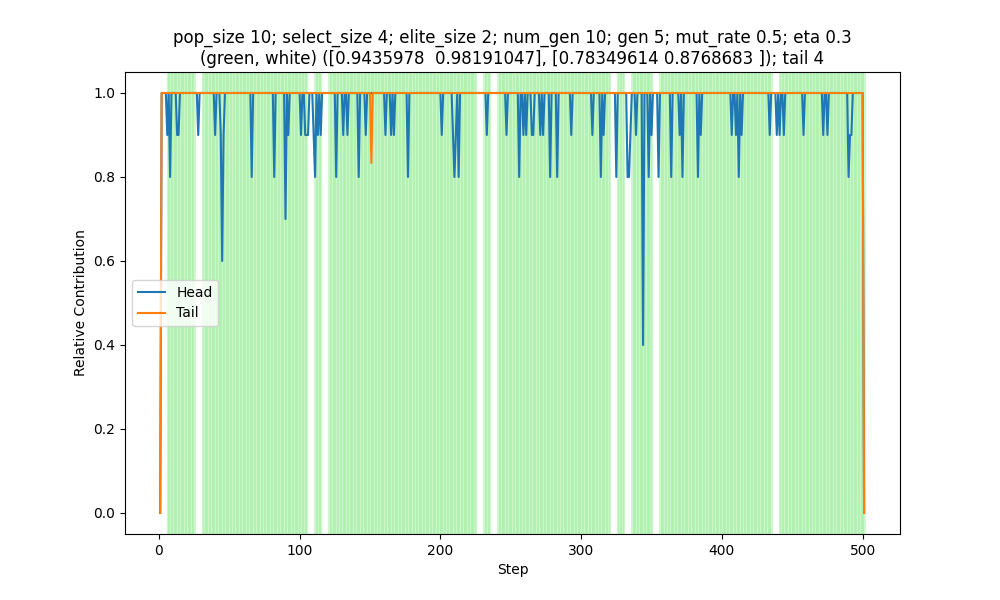 pop_size 10; select_size 4; elite_size 2; num_gen 10; gen 5; mut_rate 0.5; eta 0.3
(green, white) ([0.9435978  0.98191047], [0.78349614 0.8768683 ]); tail 4
1.0
0.8
0.6
0.4
0.2
0.0
Relative Contribution
Head
Tail
0 100 200 300 400 500
Step